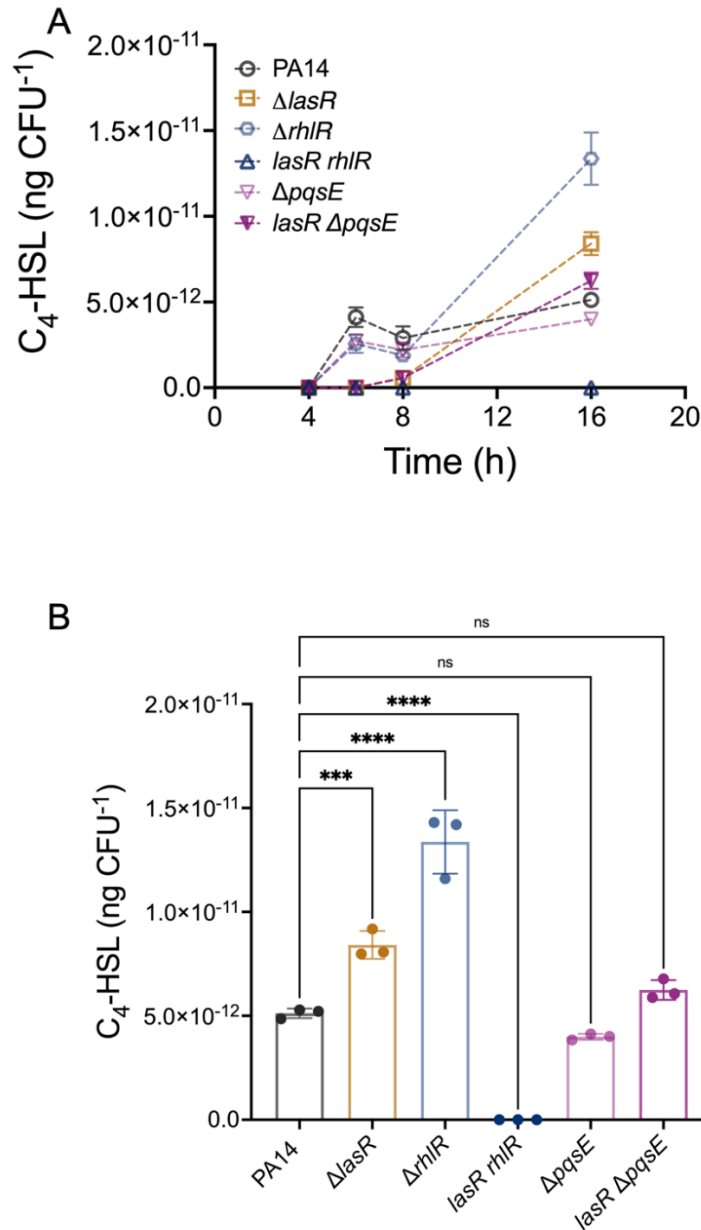 A
C₄-HSL (ng CFU⁻¹)
2.0×10⁻¹¹
1.5×10⁻¹¹
1.0×10⁻¹¹
5.0×10⁻¹²
0.0
PA14
ΔlasR
ΔrhlR
lasR rhlR
ΔpqsE
lasR ΔpqsE
0 4 8 12 16 20
Time (h)
B
ns
ns
****
****
***
C₄-HSL (ng CFU⁻¹)
2.0×10⁻¹¹
1.5×10⁻¹¹
1.0×10⁻¹¹
5.0×10⁻¹²
0.0
PA14 ΔlasR ΔrhlR lasR rhlR ΔpqsE lasR ΔpqsE